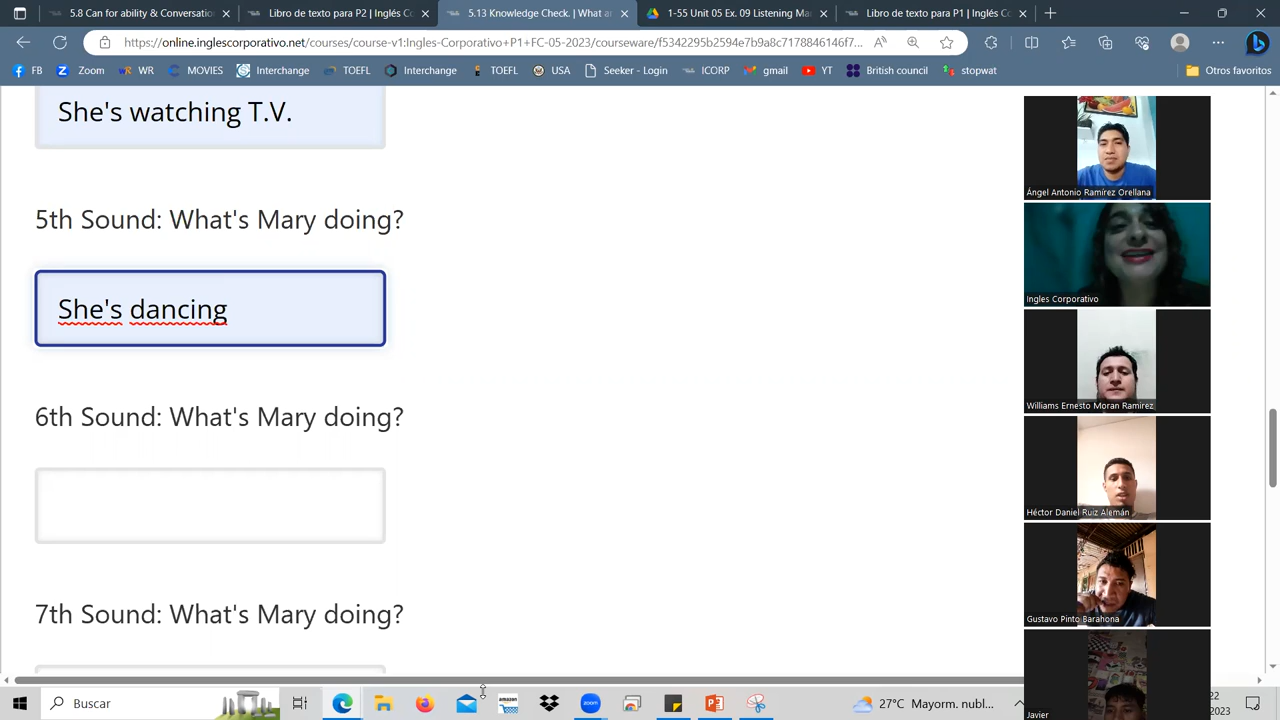 5.8 Can for ability & Conversation
Libro de texto para P2 | Inglés Co
5.13 Knowledge Check. | What ar
1-55 Unit 05 Ex. 09 Listening Ma
Libro de texto para P1 | Inglés Co
https://online.inglescorporativo.net/courses/course-v1:Ingles-Corporativo+P1+FC-05-2023/courseware/f5342295b2594e7b9a8c7178846146f7...
FB
Zoom
WR
MOVIES
Interchange
TOEFL
Interchange
TOEFL
USA
Seeker - Login
ICORP
gmail
YT
British council
stopwat
Otros favoritos
She's watching T.V.
5th Sound: What's Mary doing?
She's dancing
6th Sound: What's Mary doing?
7th Sound: What's Mary doing?
Ángel Antonio Ramírez Orellana
Ingles Corporativo
Williams Ernesto Moran Ramirez
Héctor Daniel Ruiz Alemán
Gustavo Pinto Barahona
Javier
Buscar
27°C Mayorm. nubl...
22
2023